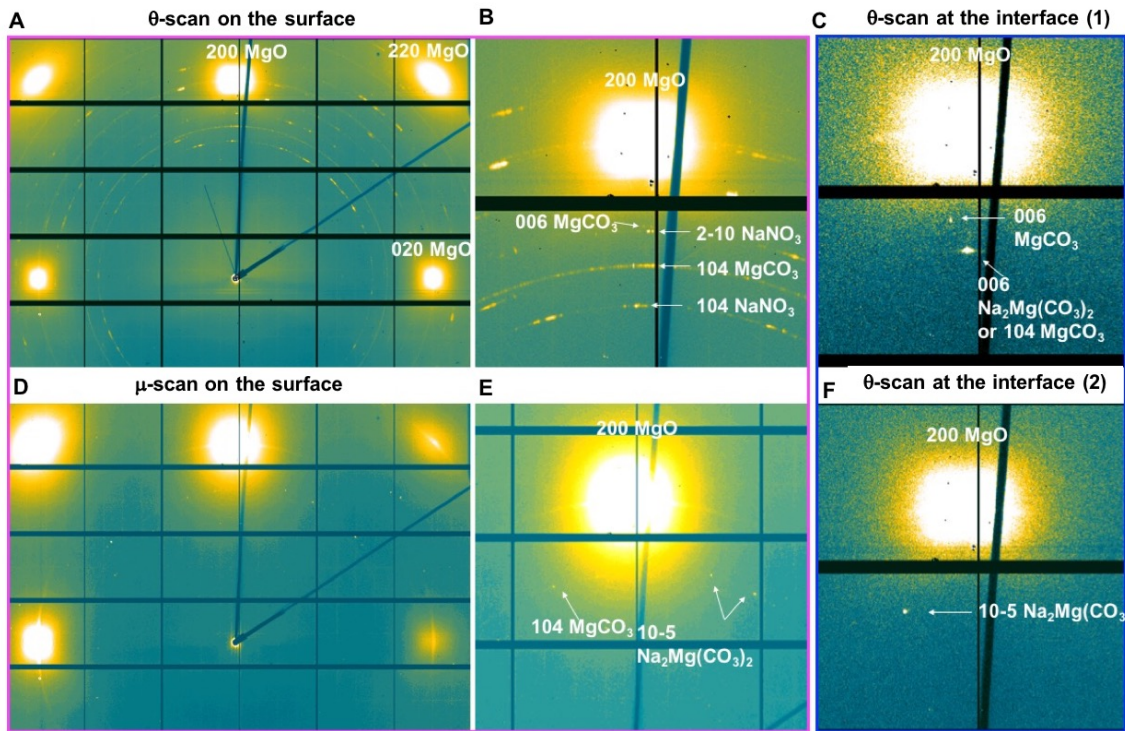 A
θ-scan on the surface
200 MgO
220 MgO
020 MgO
B
200 MgO
006 MgCO₃
2-10 NaNO₃
104 MgCO₃
104 NaNO₃
C
θ-scan at the interface (1)
200 MgO
006
MgCO₃
006
Na₂Mg(CO₃)₂
or 104 MgCO₃
D
μ-scan on the surface
E
200 MgO
104 MgCO₃
10-5
Na₂Mg(CO₃)₂
F
θ-scan at the interface (2)
200 MgO
10-5 Na₂Mg(CO₃